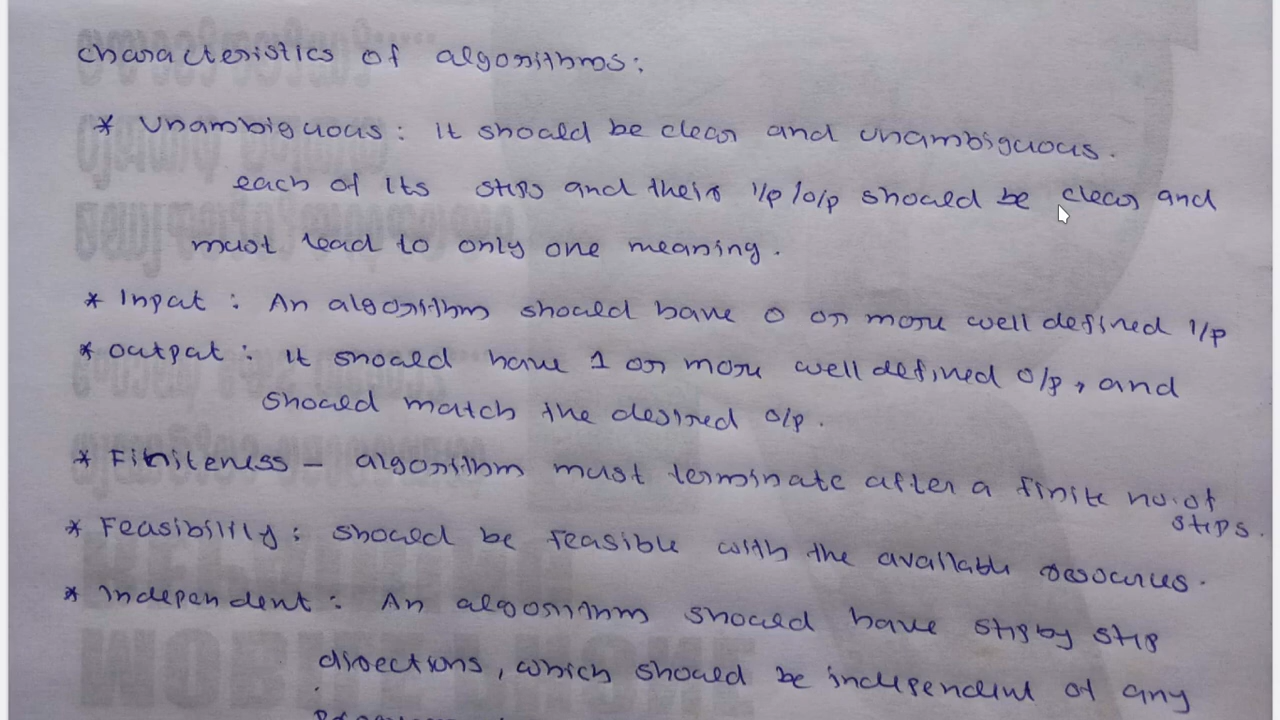 characteristics of algorithms:
* Unambiguous: it should be clear and unambiguous.
each of its steps and their i/p /o/p should be clear and
must lead to only one meaning.
* Input: An algorithm should have 0 or more well defined i/p
* output: it should have 1 or more well defined o/p, and
should match the desired o/p.
* Finiteness - algorithm must terminate after a finite no. of
steps.
* Feasibility: should be feasible with the available resources.
* Independent: An algorithm should have step by step
directions, which should be independent of any